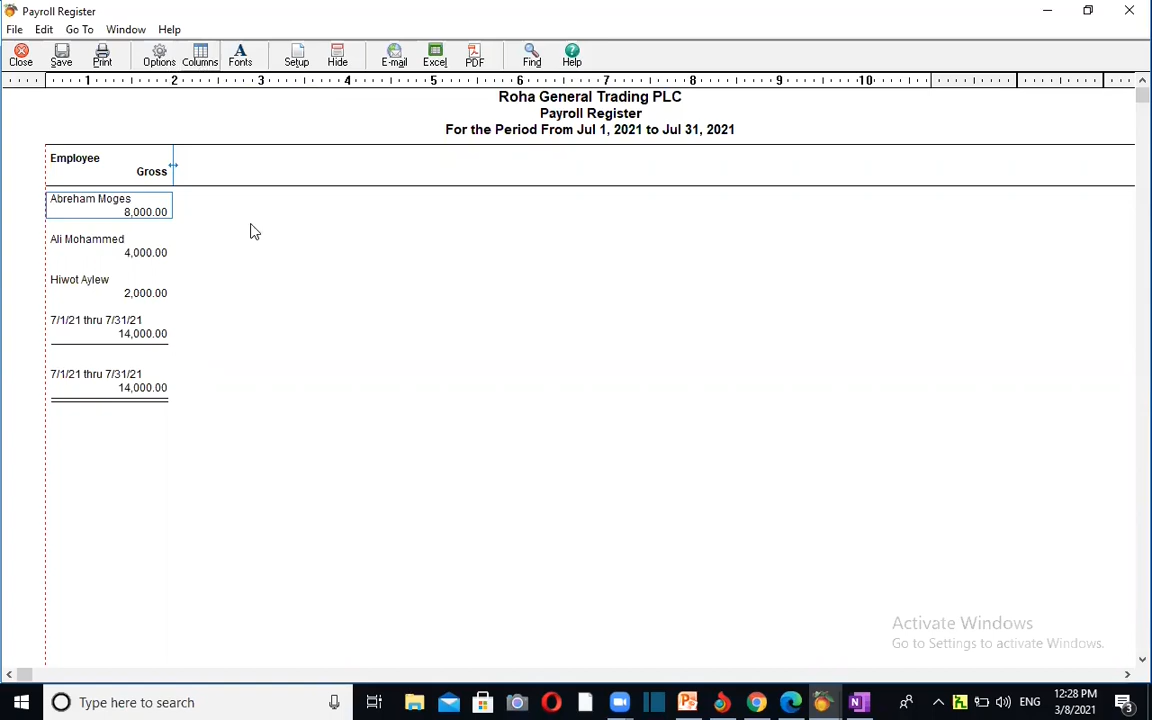 Payroll Register
File Edit Go To Window Help
Close Save Print Options Columns Fonts Setup Hide E-mail Excel PDF Find Help
1 2 3 4 5 6 7 8 9 10
Roha General Trading PLC
Payroll Register
For the Period From Jul 1, 2021 to Jul 31, 2021
Employee
Gross
Abreham Moges
8,000.00
Ali Mohammed
4,000.00
Hiwot Aylew
2,000.00
7/1/21 thru 7/31/21
14,000.00
7/1/21 thru 7/31/21
14,000.00
Activate Windows
Go to Settings to activate Windows.
Type here to search
ENG
12:28 PM
3/8/2021
3